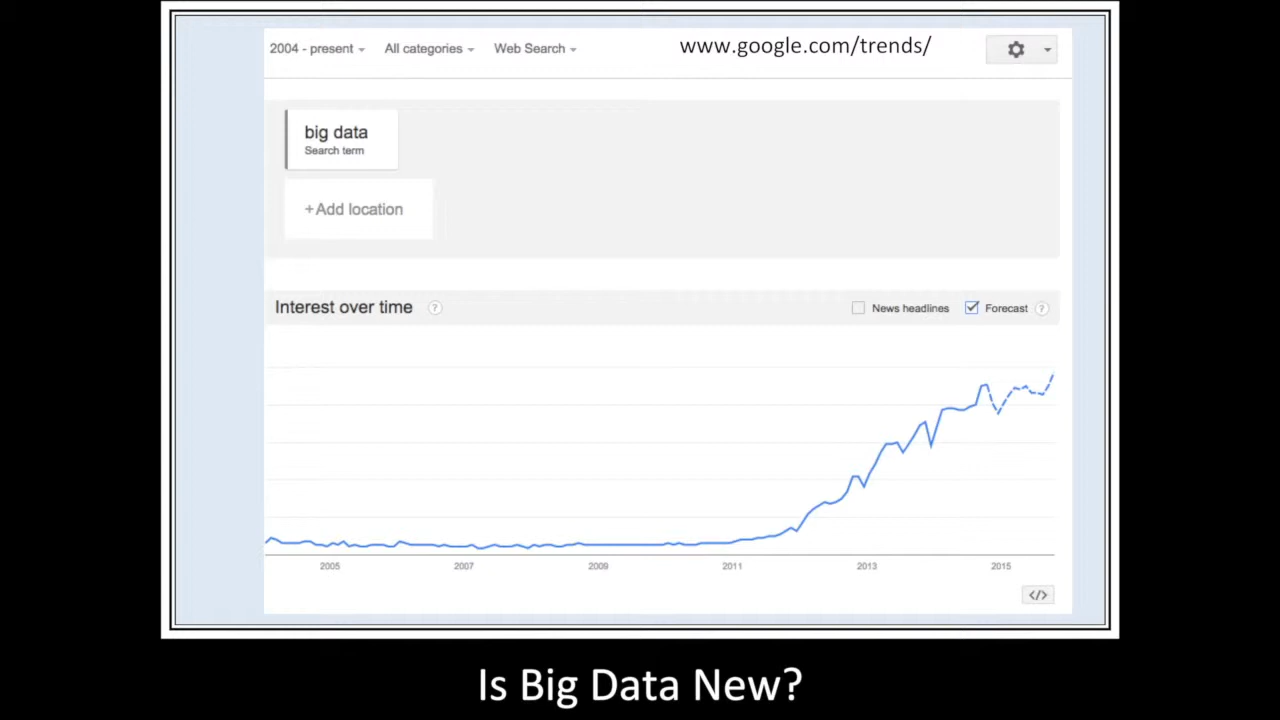 2004 - present All categories Web Search www.google.com/trends/
big data
Search term
+Add location
Interest over time ? News headlines Forecast ?
2005 2007 2009 2011 2013 2015
</>
Is Big Data New?